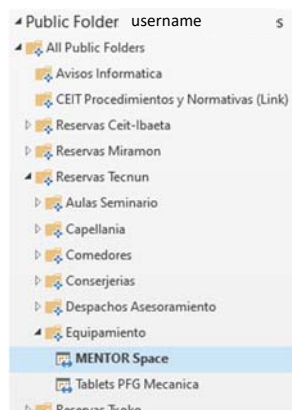 Public Folder username s
All Public Folders
Avisos Informatica
CEIT Procedimientos y Normativas (Link)
Reservas Ceit-Ibaeta
Reservas Miramon
Reservas Tecnun
Aulas Seminario
Capellania
Comedores
Conserjerias
Despachos Asesoramiento
Equipamiento
MENTOR Space
Tablets PFG Mecanica